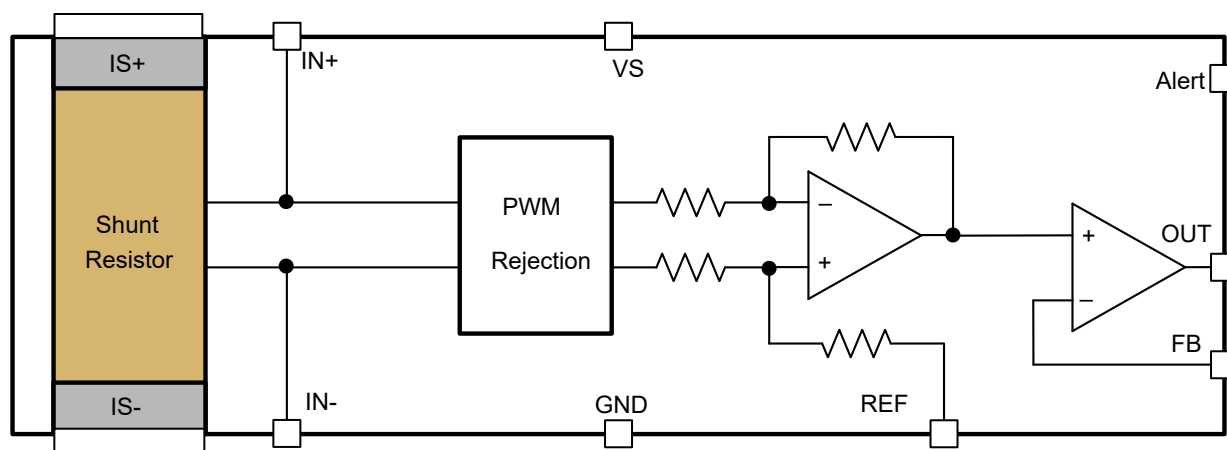 IS+
IN+
VS
Alert
Shunt
Resistor
PWM
Rejection
−
+
+
−
OUT
FB
IS-
IN-
GND
REF